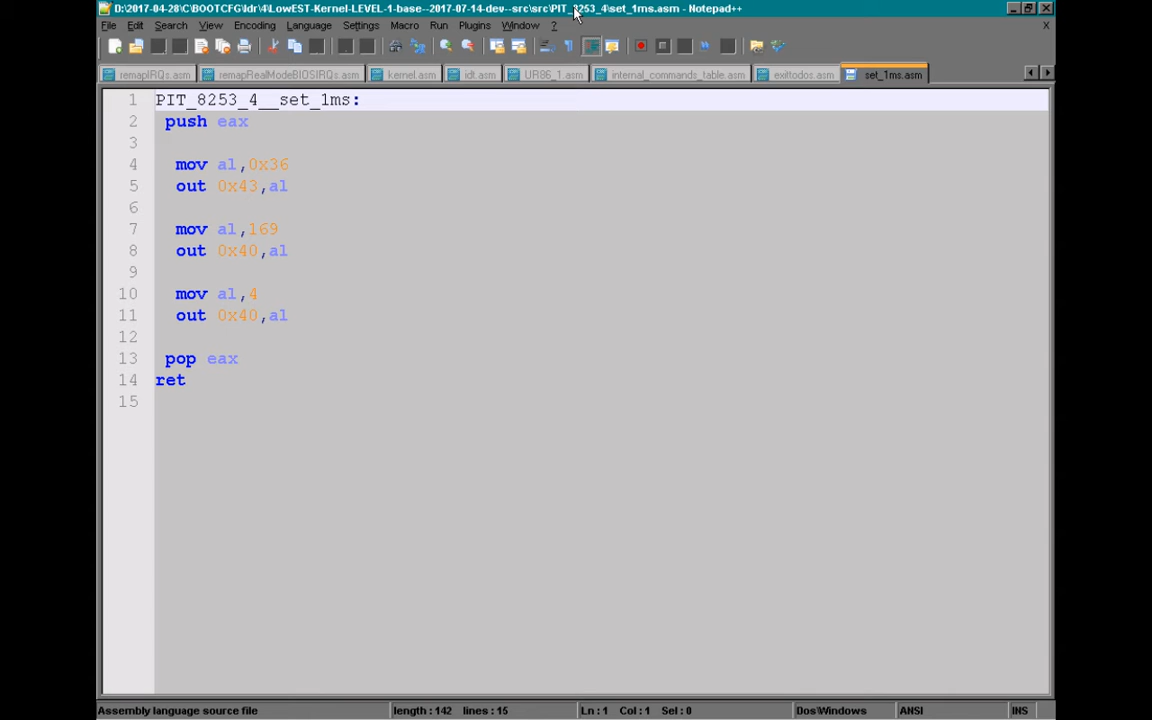 D:\2017-04-28\C\BOOTCFG\ldr\4\LowEST-Kernel-LEVEL-1-base--2017-07-14-dev--src\src\PIT_8253_4\set_1ms.asm - Notepad++
File Edit Search View Encoding Language Settings Macro Run Plugins Window ? X
remapIRQs.asm remapRealModeBIOSIRQs.asm kernel.asm idt.asm UR86_1.asm internal_commands_table.asm exittodos.asm set_1ms.asm
1 PIT_8253_4__set_1ms:
2 push eax
3
4 mov al,0x36
5 out 0x43,al
6
7 mov al,169
8 out 0x40,al
9
10 mov al,4
11 out 0x40,al
12
13 pop eax
14 ret
15
Assembly language source file length : 142 lines : 15 Ln : 1 Col : 1 Sel : 0 Dos\Windows ANSI INS